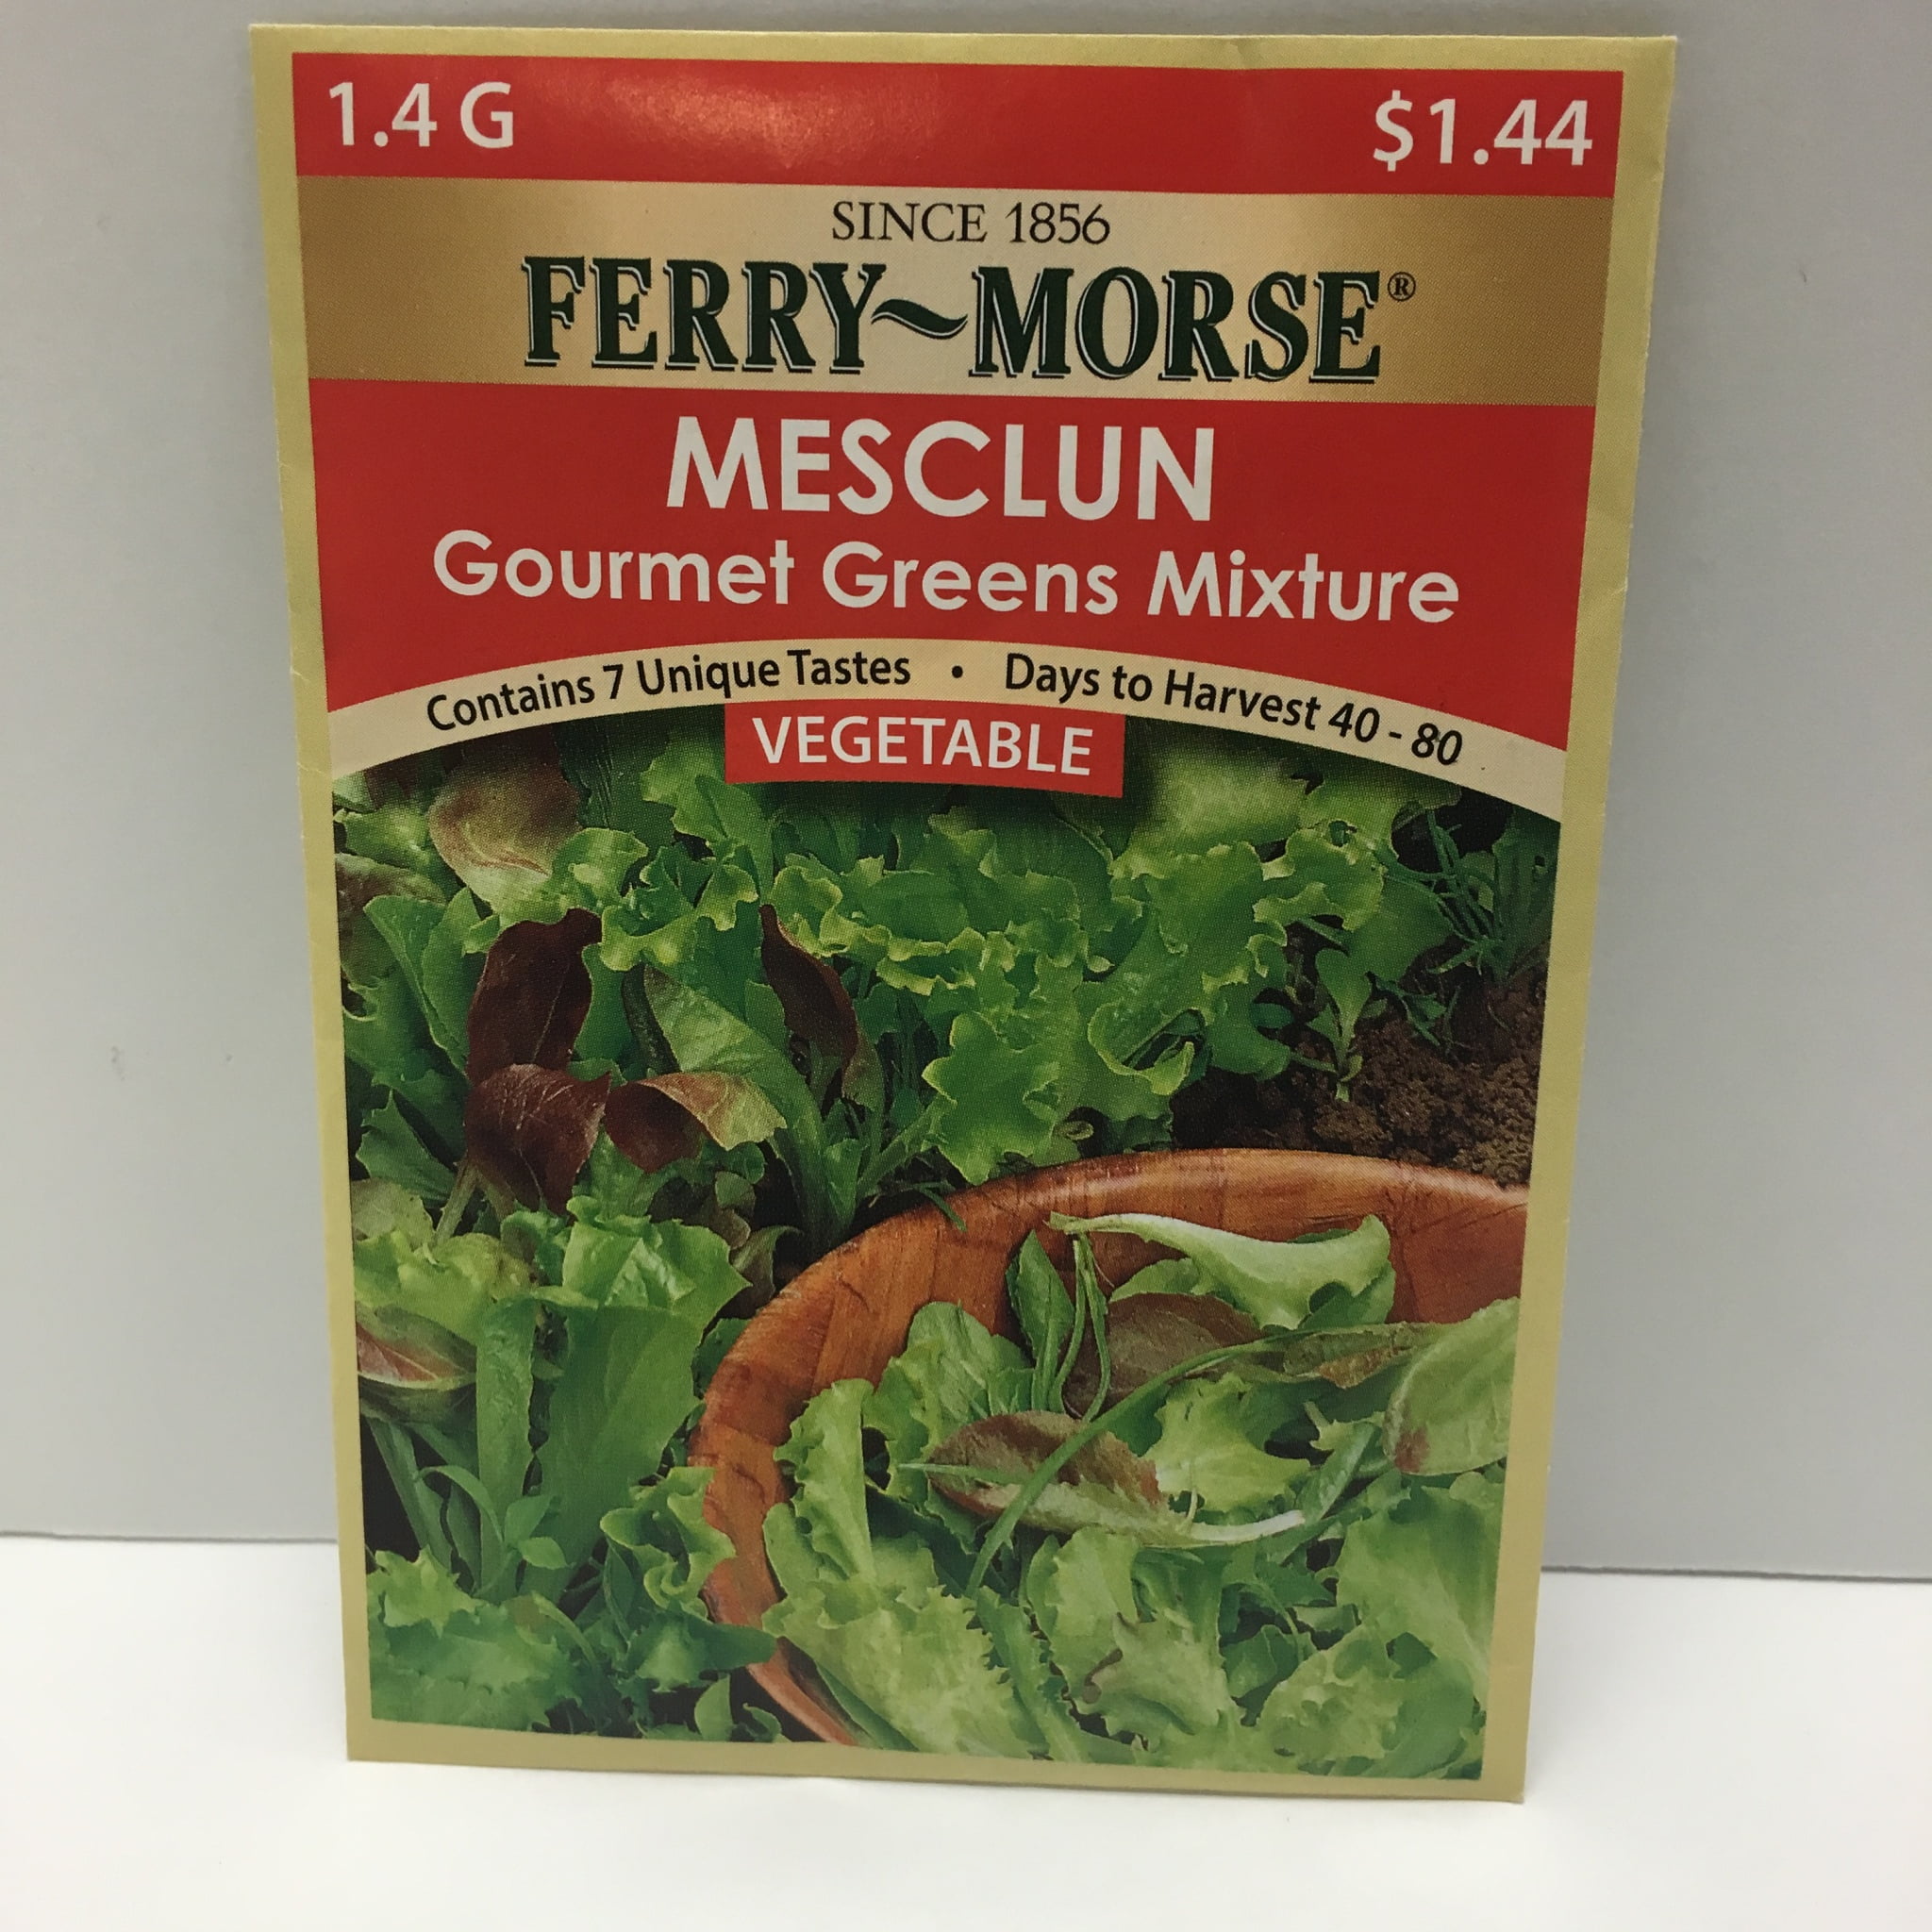 1.4 G $1.44
SINCE 1856
FERRY~MORSE®
MESCLUN
Gourmet Greens Mixture
Contains 7 Unique Tastes • Days to Harvest 40 - 80
VEGETABLE